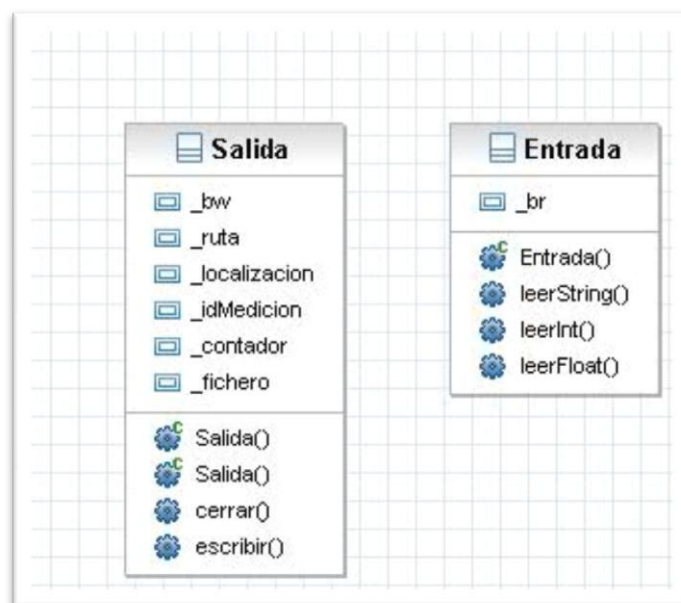 Salida
_bw
_ruta
_localizacion
_idMedicion
_contador
_fichero
Salida()
Salida()
cerrar()
escribir()
Entrada
_br
Entrada()
leerString()
leerInt()
leerFloat()